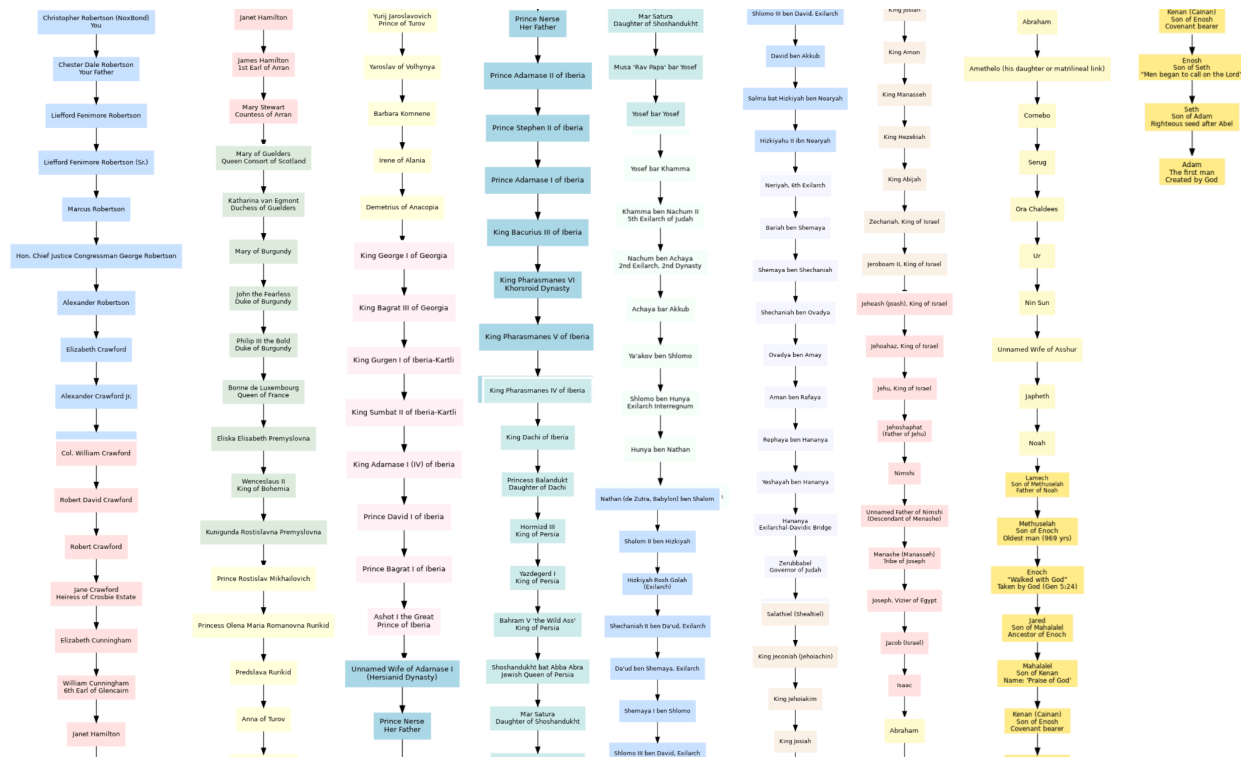 Christopher Robertson (NoxBond)
You
Chester Dale Robertson
Your Father
Liefford Fenimore Robertson
Liefford Fenimore Robertson (Sr.)
Marcus Robertson
Hon. Chief Justice Congressman George Robertson
Alexander Robertson
Elizabeth Crawford
Alexander Crawford Jr.
Col. William Crawford
Robert David Crawford
Robert Crawford
Jane Crawford
Heiress of Crosbie Estate
Elizabeth Cunningham
William Cunningham
6th Earl of Glencairn
Janet Hamilton
Janet Hamilton
James Hamilton
1st Earl of Arran
Mary Stewart
Countess of Arran
Mary of Guelders
Queen Consort of Scotland
Katharina van Egmont
Duchess of Guelders
Mary of Burgundy
John the Fearless
Duke of Burgundy
Philip III the Bold
Duke of Burgundy
Bonne de Luxembourg
Queen of France
Eliska Elisabeth Premyslovna
Wenceslaus II
King of Bohemia
Kunigunda Rostislavna Premyslovna
Prince Rostislav Mikhailovich
Princess Olena Maria Romanovna Rurikid
Predslava Rurikid
Anna of Turov
Yurij Jaroslavovich
Prince of Turov
Yaroslav of Volhynya
Barbara Komnene
Irene of Alania
Demetrius of Anacopia
King George I of Georgia
King Bagrat III of Georgia
King Gurgen I of Iberia-Kartli
King Sumbat II of Iberia-Kartli
King Adarnase I (IV) of Iberia
Prince David I of Iberia
Prince Bagrat I of Iberia
Ashot I the Great
Prince of Iberia
Unnamed Wife of Adarnase I
(Hersianid Dynasty)
Prince Nerse
Her Father
Prince Nerse
Her Father
Prince Adarnase II of Iberia
Prince Stephen II of Iberia
Prince Adarnase I of Iberia
King Bacurius III of Iberia
King Pharasmanes VI
Khorsroid Dynasty
King Pharasmanes V of Iberia
King Pharasmanes IV of Iberia
King Dachi of Iberia
Princess Balandukt
Daughter of Dachi
Hormizd III
King of Persia
Yazdegerd I
King of Persia
Bahram V 'the Wild Ass'
King of Persia
Shoshandukht bat Abba Abra
Jewish Queen of Persia
Mar Satura
Daughter of Shoshandukht
Mar Satura
Daughter of Shoshandukht
Musa 'Rav Papa' bar Yosef
Yosef bar Yosef
Yosef bar Khamma
Khamma ben Nachum II
5th Exilarch of Judah
Nachum ben Achaya
2nd Exilarch, 2nd Dynasty
Achaya bar Akkub
Ya'akov ben Shlomo
Shlomo ben Hunya
Exilarch Interregnum
Hunya ben Nathan
Nathan (de Zutra, Babylon) ben Shalom
Shalom II ben Hizkiyah
Hizkiyah Rosh Golah
(Exilarch)
Shechaniah II ben Da'ud, Exilarch
Da'ud ben Shemaya, Exilarch
Shemaya I ben Shlomo
Shlomo III ben David, Exilarch
Shlomo III ben David, Exilarch
David ben Akkub
Salma bat Hizkiyah ben Nearyah
Hizkiyahu II ibn Nearyah
Neriyah, 6th Exilarch
Bariah ben Shemaya
Shemaya ben Shechaniah
Shechaniah ben Ovadya
Ovadya ben Amay
Aman ben Rafaya
Rephaya ben Hananya
Yeshayah ben Hananya
Hananya
Exilarchal-Davidic Bridge
Zerubbabel
Governor of Judah
Salathiel (Shealtiel)
King Jeconiah (Jehoiachin)
King Jehoiakim
King Josiah
King Josiah
King Amon
King Manasseh
King Hezekiah
King Abijah
Zechariah, King of Israel
Jeroboam II, King of Israel
Jehoash (Joash), King of Israel
Jehoahaz, King of Israel
Jehu, King of Israel
Jehoshaphat
(Father of Jehu)
Nimshi
Unnamed Father of Nimshi
(Descendant of Menashe)
Menashe (Manasseh)
Tribe of Joseph
Joseph, Vizier of Egypt
Jacob (Israel)
Isaac
Abraham
Abraham
Amethelo (his daughter or matrilineal link)
Cornebo
Serug
Ora Chaldees
Ur
Nin Sun
Unnamed Wife of Asshur
Japheth
Noah
Lamech
Son of Methuselah
Father of Noah
Methuselah
Son of Enoch
Oldest man (969 yrs)
Enoch
"Walked with God"
Taken by God (Gen 5:24)
Jared
Son of Mahalalel
Ancestor of Enoch
Mahalalel
Son of Kenan
Name: 'Praise of God'
Kenan (Cainan)
Son of Enosh
Covenant bearer
Kenan (Cainan)
Son of Enosh
Covenant bearer
Enosh
Son of Seth
"Men began to call on the Lord"
Seth
Son of Adam
Righteous seed after Abel
Adam
The first man
Created by God